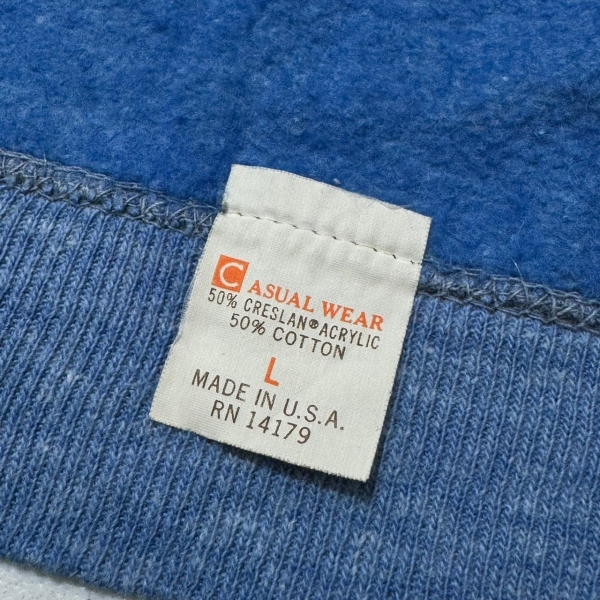 CASUAL WEAR
50% CRESLAN® ACRYLIC
50% COTTON
L
MADE IN U.S.A.
RN 14179